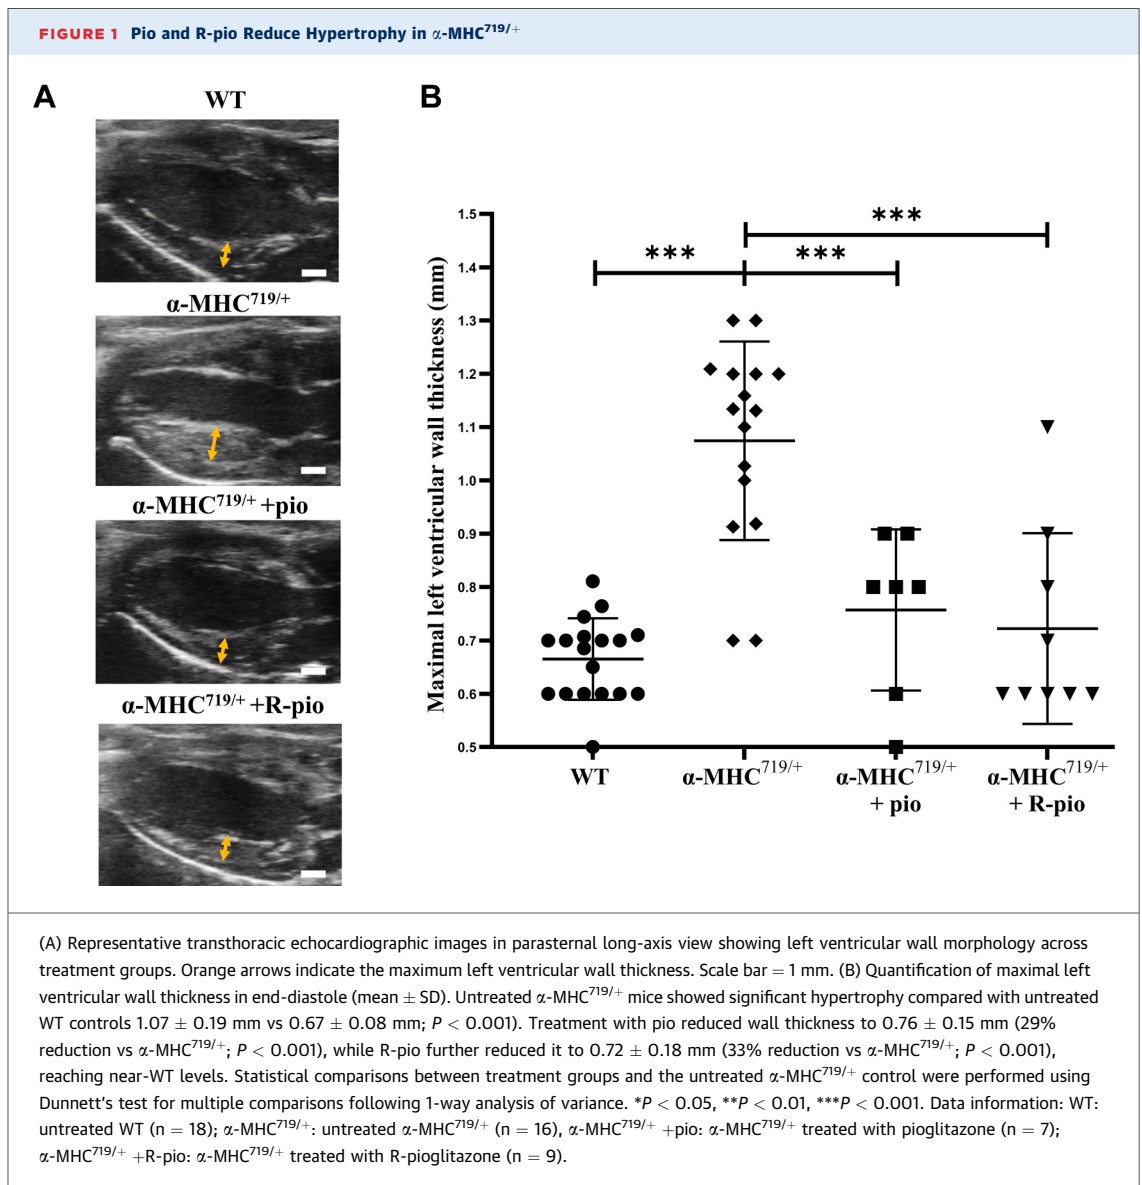 FIGURE 1 Pio and R-pio Reduce Hypertrophy in α-MHC719/+
A
WT
α-MHC719/+
α-MHC719/+ +pio
α-MHC719/+ +R-pio
B
Maximal left ventricular wall thickness (mm)
1.5
1.4
1.3
1.2
1.1
1.0
0.9
0.8
0.7
0.6
0.5
***
***
***
WT
α-MHC719/+
α-MHC719/+
+ pio
α-MHC719/+
+ R-pio
(A) Representative transthoracic echocardiographic images in parasternal long-axis view showing left ventricular wall morphology across
treatment groups. Orange arrows indicate the maximum left ventricular wall thickness. Scale bar = 1 mm. (B) Quantification of maximal left
ventricular wall thickness in end-diastole (mean ± SD). Untreated α-MHC719/+ mice showed significant hypertrophy compared with untreated
WT controls 1.07 ± 0.19 mm vs 0.67 ± 0.08 mm; P < 0.001). Treatment with pio reduced wall thickness to 0.76 ± 0.15 mm (29%
reduction vs α-MHC719/+; P < 0.001), while R-pio further reduced it to 0.72 ± 0.18 mm (33% reduction vs α-MHC719/+; P < 0.001),
reaching near-WT levels. Statistical comparisons between treatment groups and the untreated α-MHC719/+ control were performed using
Dunnett's test for multiple comparisons following 1-way analysis of variance. *P < 0.05, **P < 0.01, ***P < 0.001. Data information: WT:
untreated WT (n = 18); α-MHC719/+: untreated α-MHC719/+ (n = 16), α-MHC719/+ +pio: α-MHC719/+ treated with pioglitazone (n = 7);
α-MHC719/+ +R-pio: α-MHC719/+ treated with R-pioglitazone (n = 9).